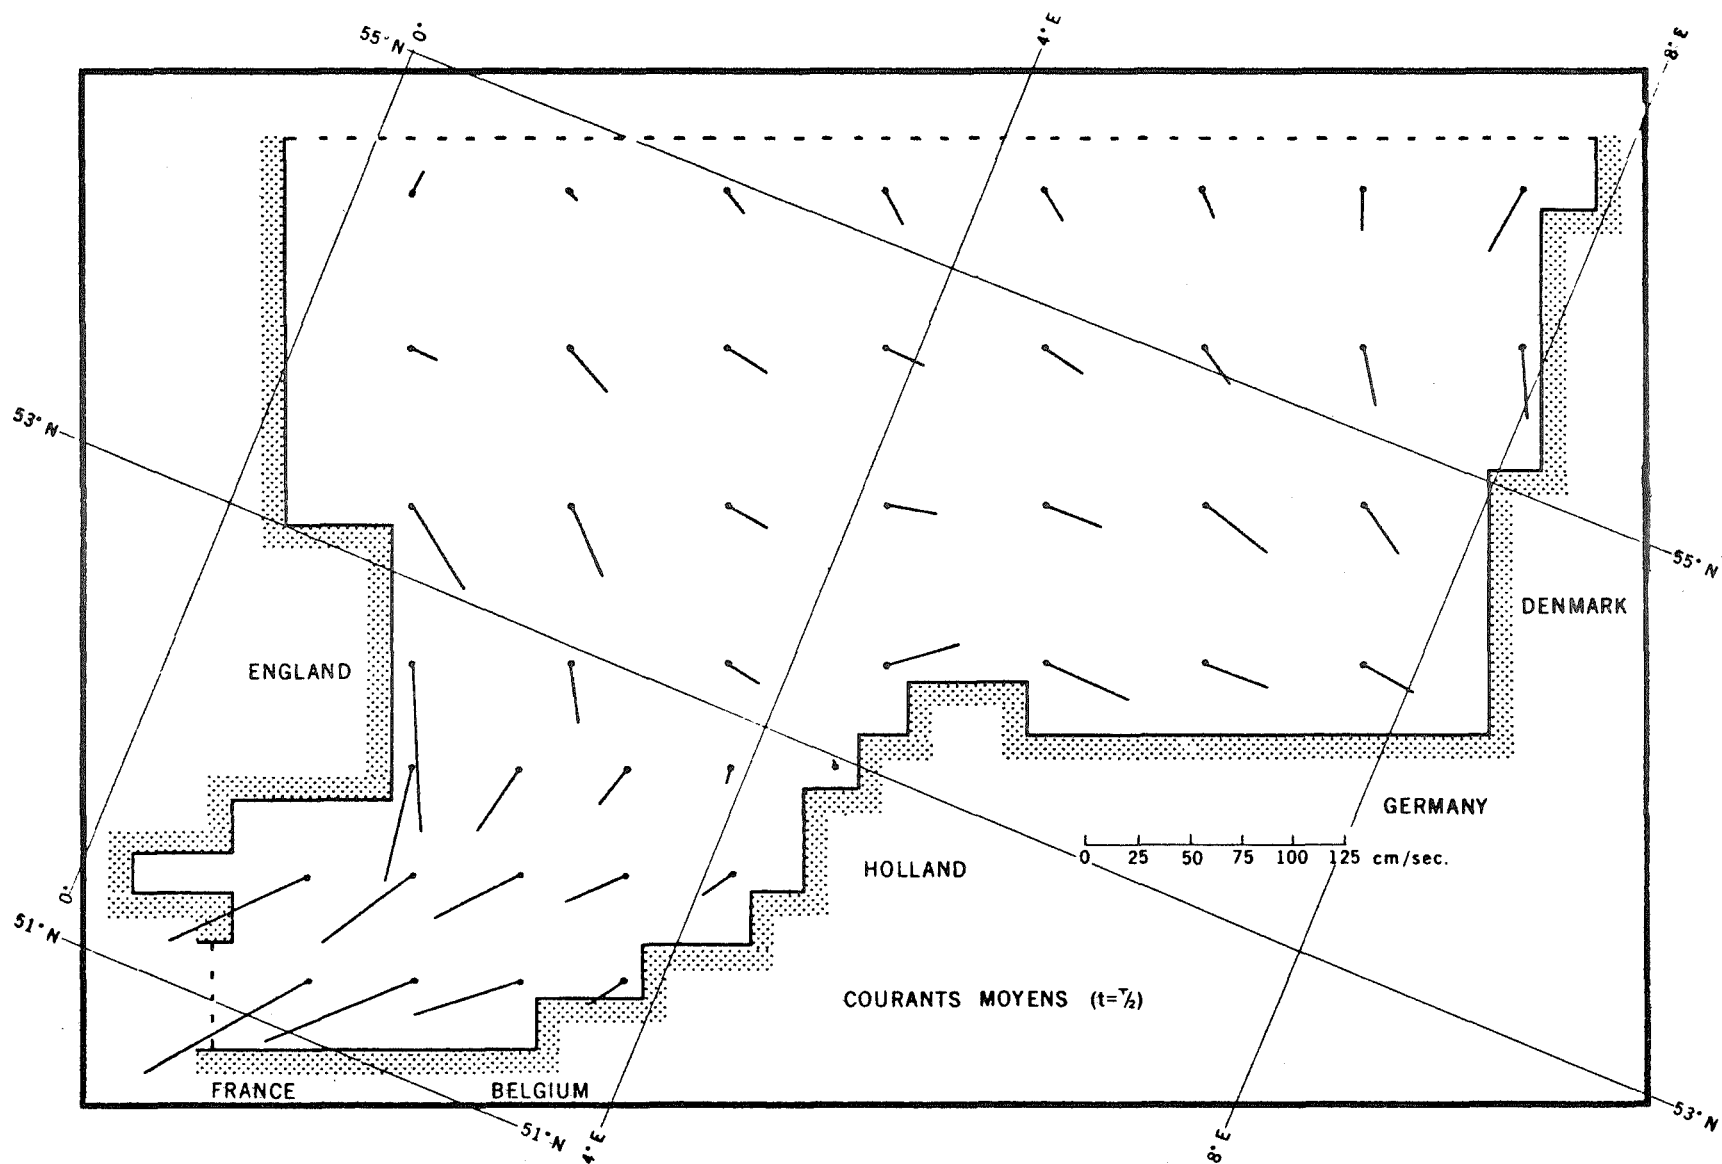 55° N
0°
4° E
8° E
53° N
55° N
DENMARK
ENGLAND
GERMANY
0 25 50 75 100 125 cm/sec.
HOLLAND
0°
51° N
COURANTS MOYENS (t=T/2)
FRANCE
BELGIUM
51° N
4° E
8° E
53° N